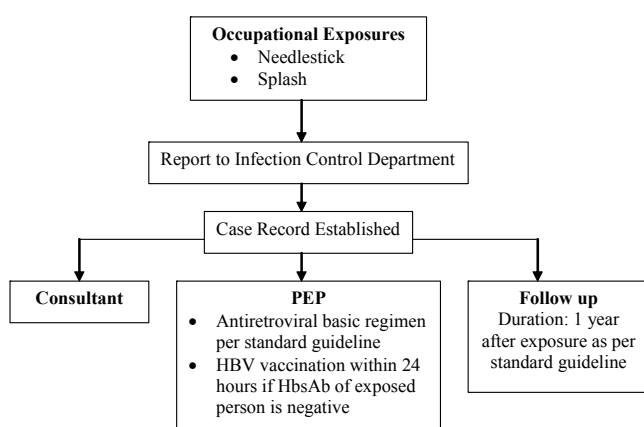 Occupational Exposures
• Needlestick
• Splash
Report to Infection Control Department
Case Record Established
Consultant
PEP
• Antiretroviral basic regimen
per standard guideline
• HBV vaccination within 24
hours if HbsAb of exposed
person is negative
Follow up
Duration: 1 year
after exposure as per
standard guideline